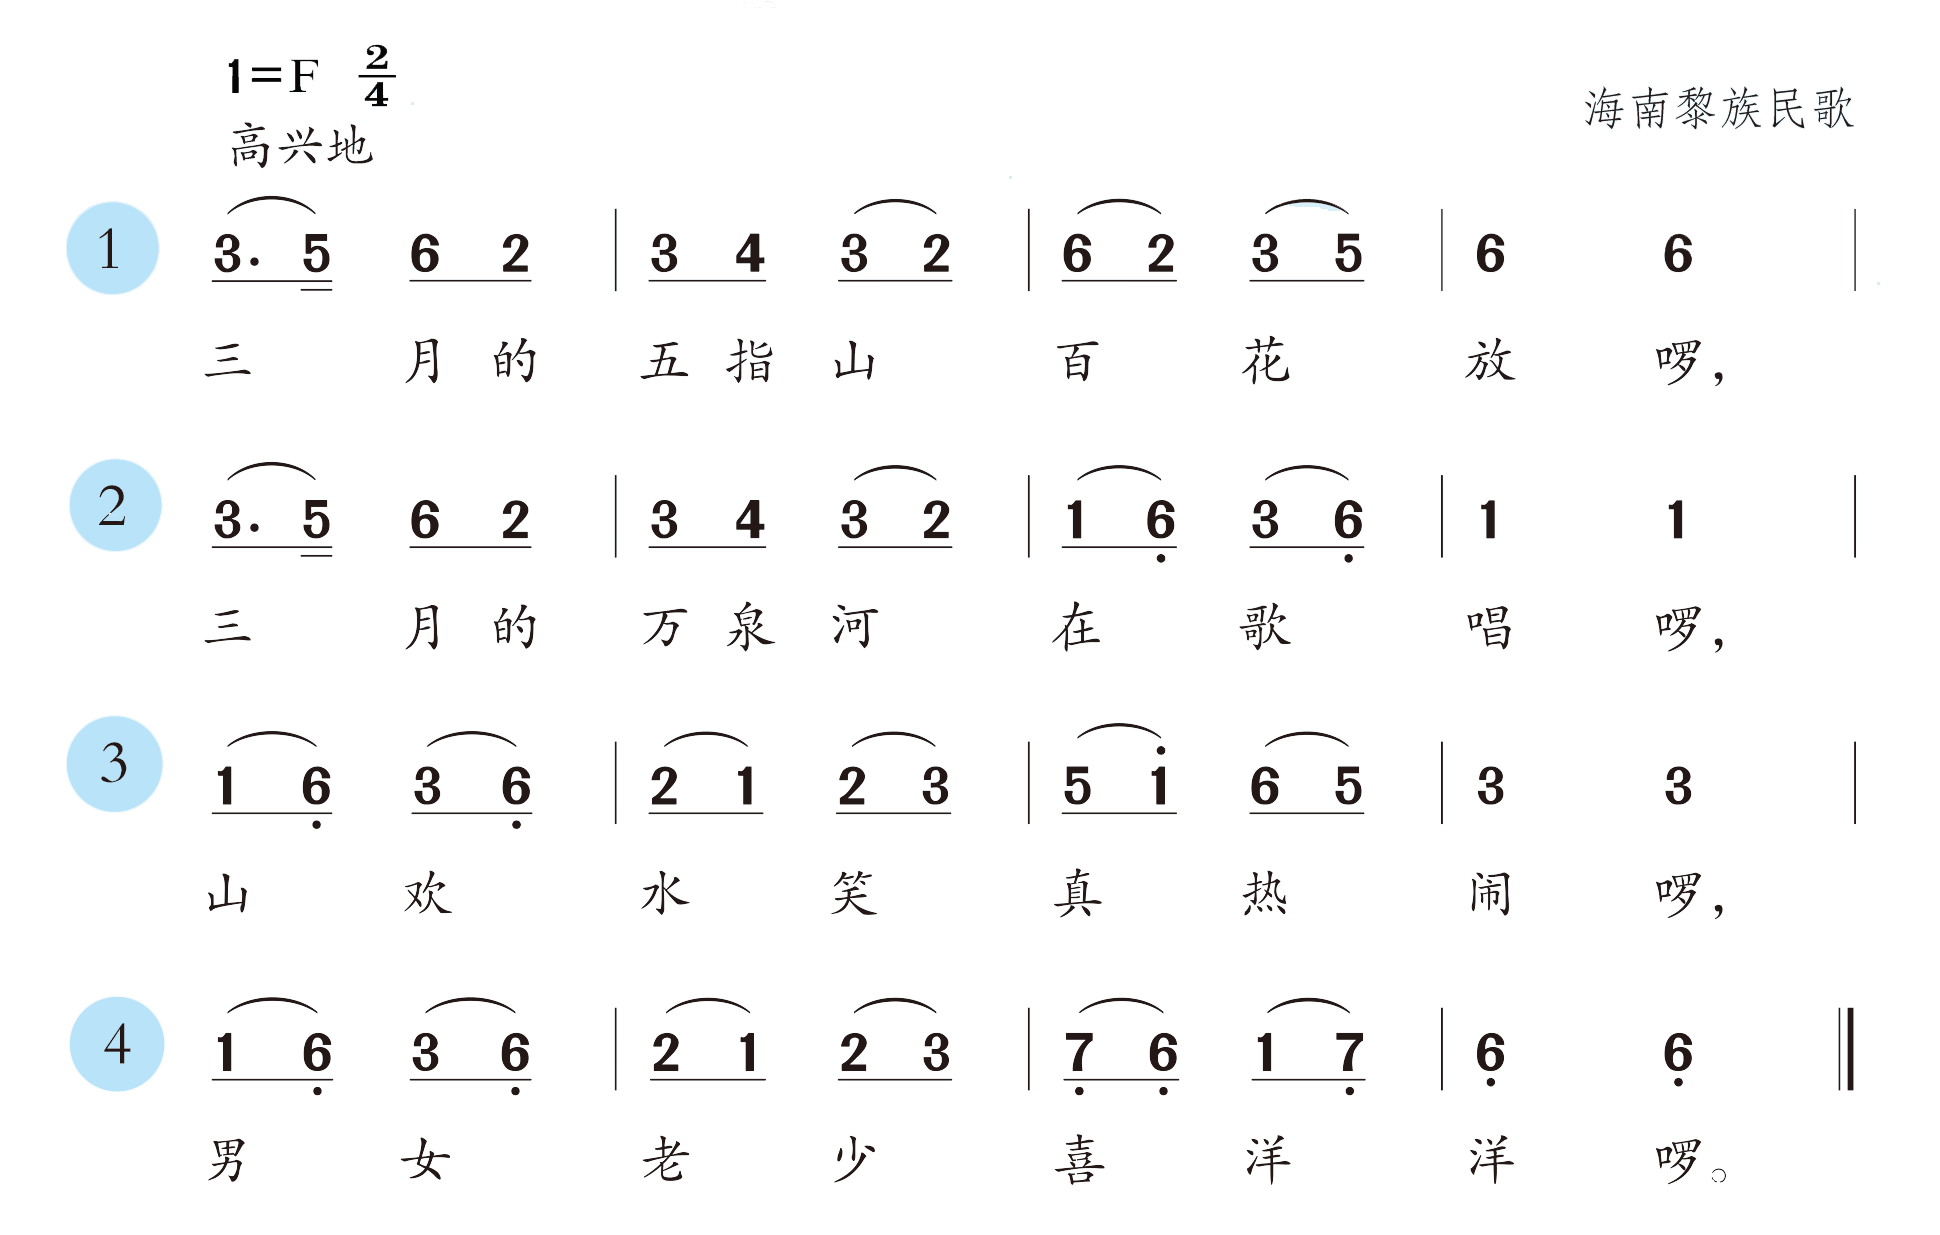 1=F 2/4
海南黎族民歌
高兴地
1 3. 5 6 2 | 3 4 3 2 | 6 2 3 5 | 6 6 |
三 月 的 五 指 山 百 花 放 啰，
2 3. 5 6 2 | 3 4 3 2 | 1 6̣ 3 6̣ | 1 1 |
三 月 的 万 泉 河 在 歌 唱 啰，
3 1 6̣ 3 6̣ | 2 1 2 3 | 5 1̇ 6 5 | 3 3 |
山 欢 水 笑 真 热 闹 啰，
4 1 6̣ 3 6̣ | 2 1 2 3 | 7̣ 6̣ 1 7̣ | 6̣ 6̣ ‖
男 女 老 少 喜 洋 洋 啰。